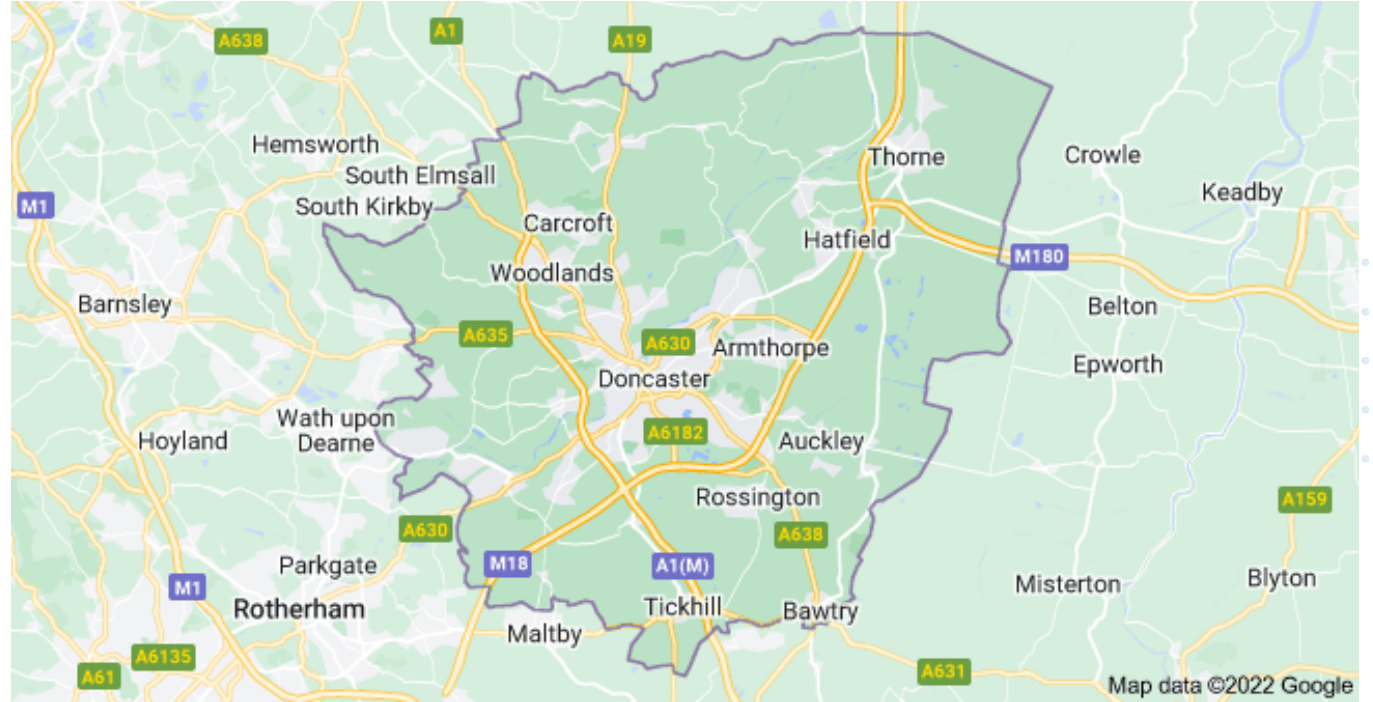 A638
A1
A19
Hemsworth
South Elmsall
South Kirkby
M1
Thorne
Crowle
Keadby
Carcroft
Hatfield
M180
Woodlands
Barnsley
Belton
A635
A630
Armthorpe
Doncaster
Epworth
Wath upon
Dearne
Hoyland
A6182
Auckley
Rossington
A159
A630
A638
M18
A1(M)
Parkgate
M1
Misterton
Blyton
Rotherham
Tickhill
Bawtry
Maltby
A6135
A61
A631
Map data ©2022 Google